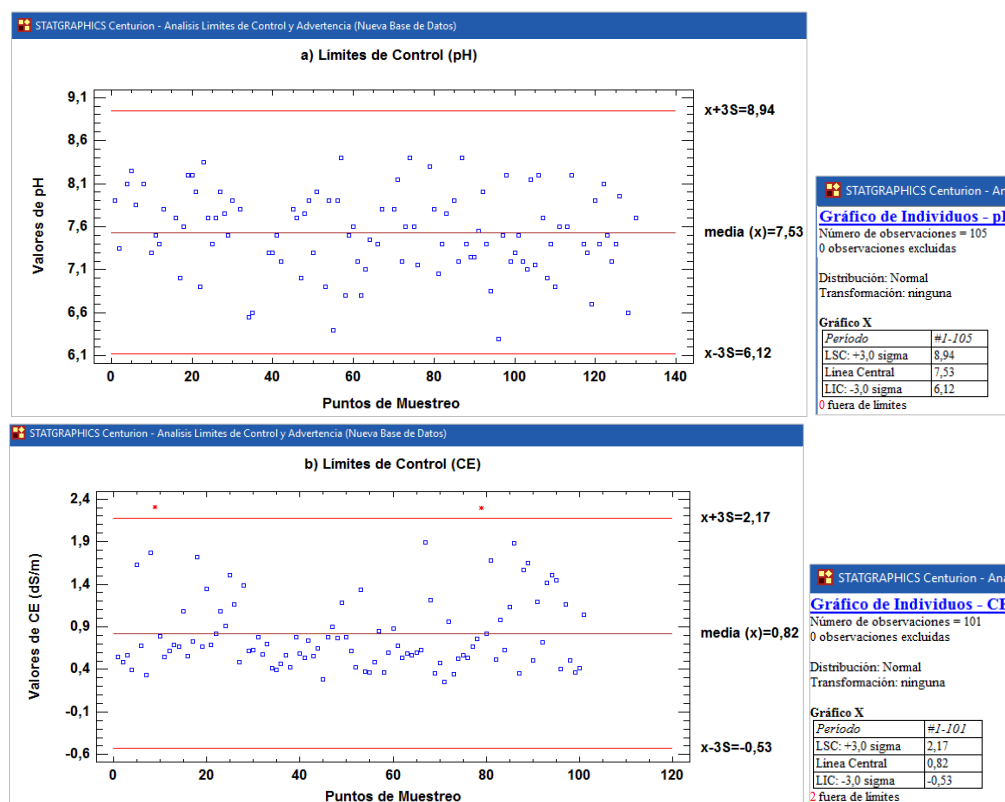 STATGRAPHICS Centurion - Analisis Limites de Control y Advertencia (Nueva Base de Datos)
a) Limites de Control (pH)
Valores de pH
9,1
8,6
8,1
7,6
7,1
6,6
6,1
x+3S=8,94
media (x)=7,53
x-3S=6,12
0 20 40 60 80 100 120 140
Puntos de Muestreo
STATGRAPHICS Centurion - An
Gráfico de Individuos - pl
Número de observaciones = 105
0 observaciones excluidas
Distribución: Normal
Transformación: ninguna
Gráfico X
Período #1-105
LSC: +3,0 sigma 8,94
Línea Central 7,53
LIC: -3,0 sigma 6,12
0 fuera de límites
STATGRAPHICS Centurion - Analisis Limites de Control y Advertencia (Nueva Base de Datos)
b) Limites de Control (CE)
Valores de CE (dS/m)
2,4
1,9
1,4
0,9
0,4
-0,1
-0,6
x+3S=2,17
media (x)=0,82
x-3S=-0,53
0 20 40 60 80 100 120
Puntos de Muestreo
STATGRAPHICS Centurion - Ana
Gráfico de Individuos - CE
Número de observaciones = 101
0 observaciones excluidas
Distribución: Normal
Transformación: ninguna
Gráfico X
Período #1-101
LSC: +3,0 sigma 2,17
Línea Central 0,82
LIC: -3,0 sigma -0,53
2 fuera de límites